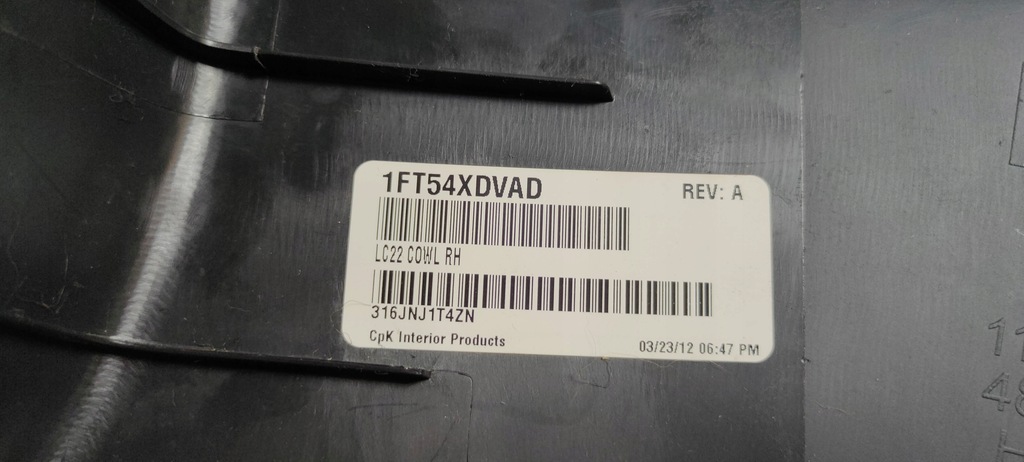 1FT54XDVAD REV: A
LC22 COWL RH
316JNJ1T4ZN
CpK Interior Products 03/23/12 06:47 PM